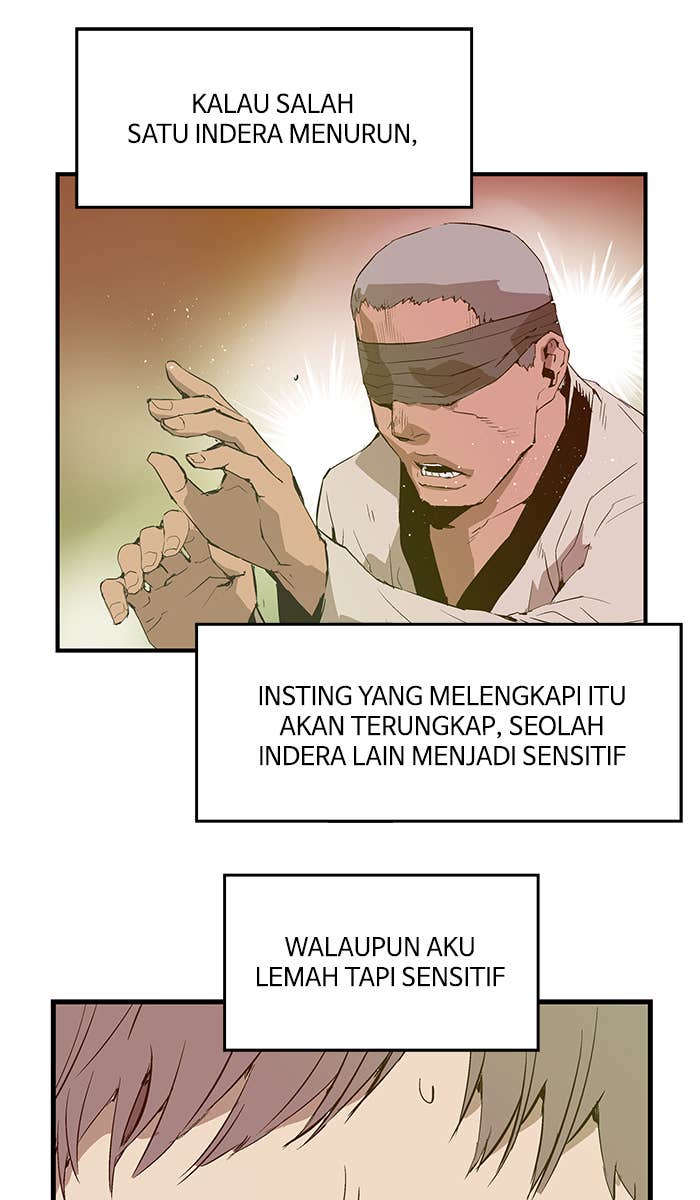 KALAU SALAH
SATU INDERA MENURUN,
INSTING YANG MELENGKAPI ITU
AKAN TERUNGKAP, SEOLAH
INDERA LAIN MENJADI SENSITIF
WALAUPUN AKU
LEMAH TAPI SENSITIF